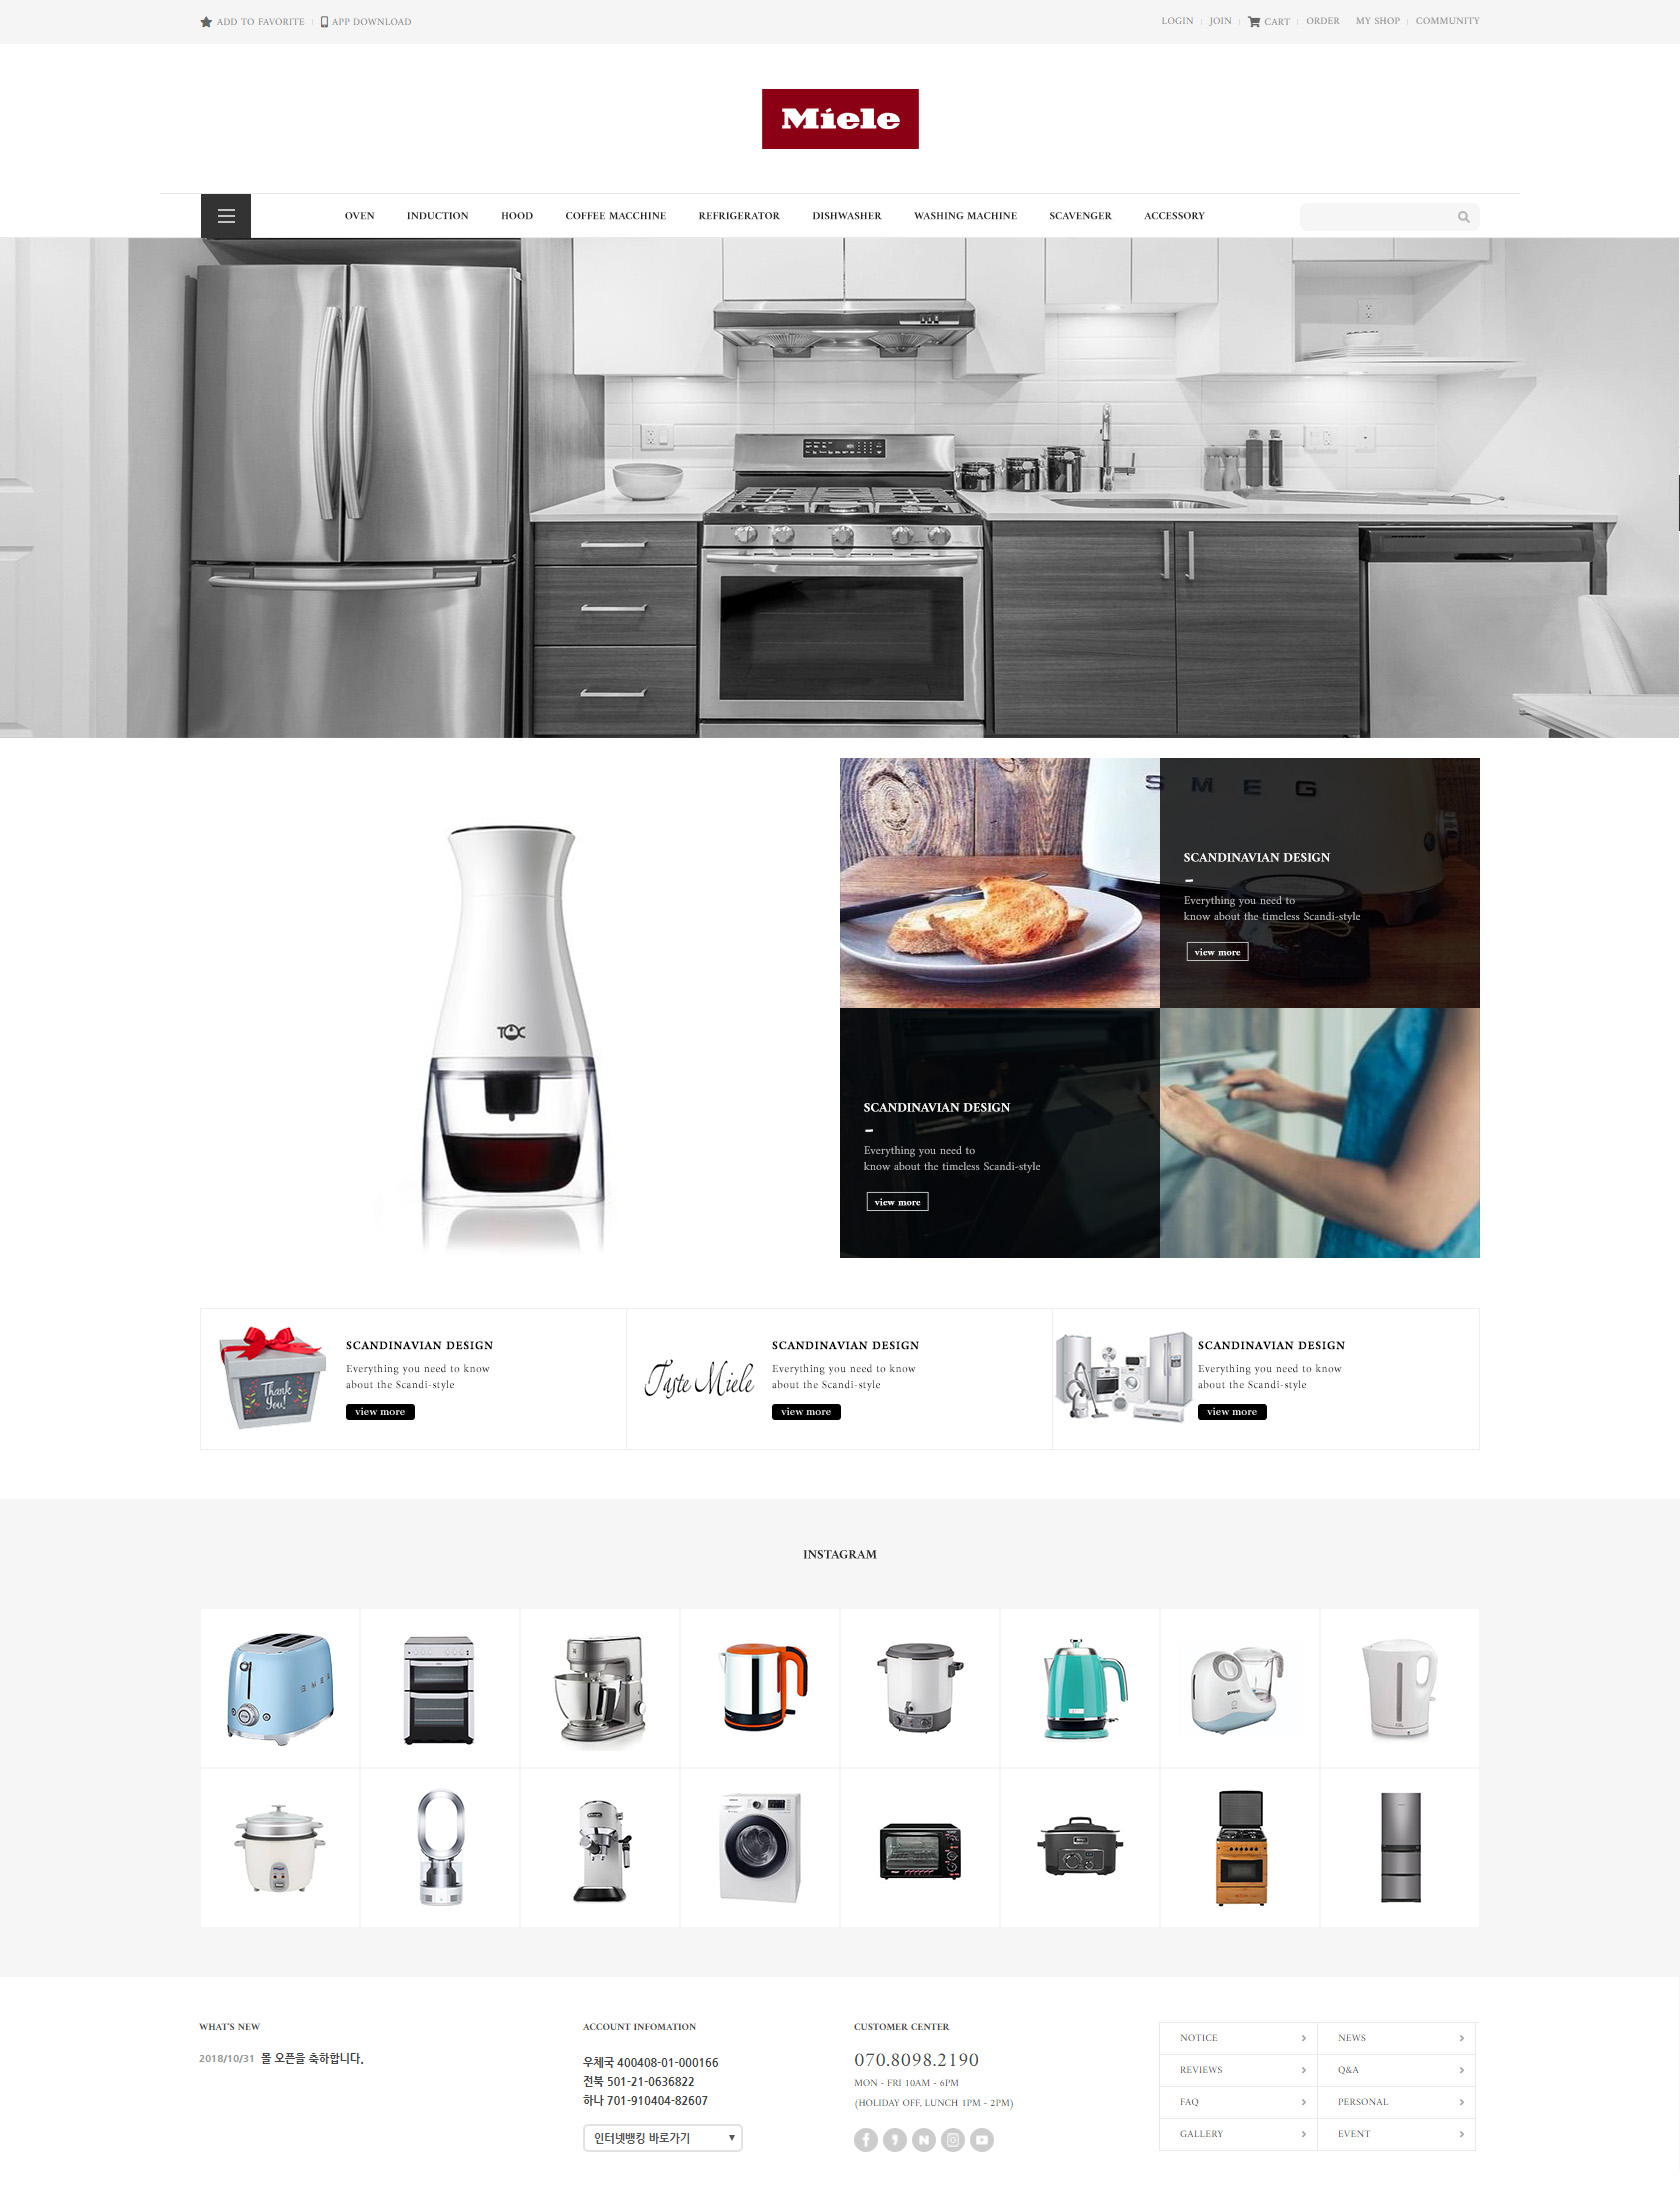 ADD TO FAVORITE
APP DOWNLOAD
LOGIN
JOIN
CART
ORDER
MY SHOP
COMMUNITY
Miele
OVEN
INDUCTION
HOOD
COFFEE MACCHINE
REFRIGERATOR
DISHWASHER
WASHING MACHINE
SCAVENGER
ACCESSORY
TOC
SMEG
SCANDINAVIAN DESIGN
Everything you need to
know about the timeless Scandi-style
view more
SCANDINAVIAN DESIGN
Everything you need to
know about the timeless Scandi-style
view more
Thank
You!
SCANDINAVIAN DESIGN
Everything you need to know
about the Scandi-style
view more
Taste Miele
SCANDINAVIAN DESIGN
Everything you need to know
about the Scandi-style
view more
SCANDINAVIAN DESIGN
Everything you need to know
about the Scandi-style
view more
INSTAGRAM
WHAT'S NEW
2018/10/31 몰 오픈을 축하합니다.
ACCOUNT INFOMATION
우체국 400408-01-000166
전북 501-21-0636822
하나 701-910404-82607
인터넷뱅킹 바로가기
CUSTOMER CENTER
070.8098.2190
MON - FRI 10AM - 6PM
(HOLIDAY OFF, LUNCH 1PM - 2PM)
NOTICE
NEWS
REVIEWS
Q&A
FAQ
PERSONAL
GALLERY
EVENT